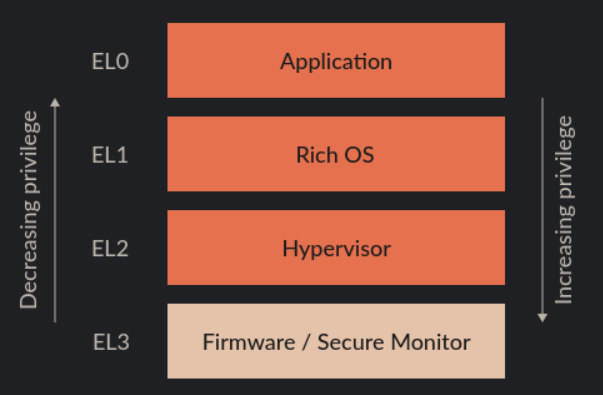 EL0
Application
EL1
Rich OS
EL2
Hypervisor
EL3
Firmware / Secure Monitor
Decreasing privilege
Increasing privilege